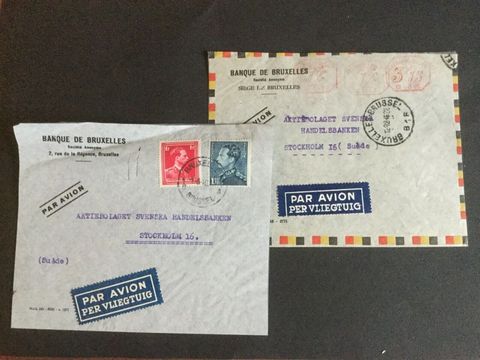 BANQUE DE BRUXELLES
Société Anonyme
SIÈGE
BRUXELLES
PAR AVION
AKTIEBOLAGET SVENSKA
HANDELSBANKEN
STOCKHOLM 16 (Suède)
BRUXELLES BRUSSEL
PAR AVION
PER VLIEGTUIG
BANQUE DE BRUXELLES
Société Anonyme
2, rue de la Régence, Bruxelles
PAR AVION
AKTIEBOLAGET SVENSKA HANDELSBANKEN
STOCKHOLM 16.
(Suède)
PAR AVION
PER VLIEGTUIG